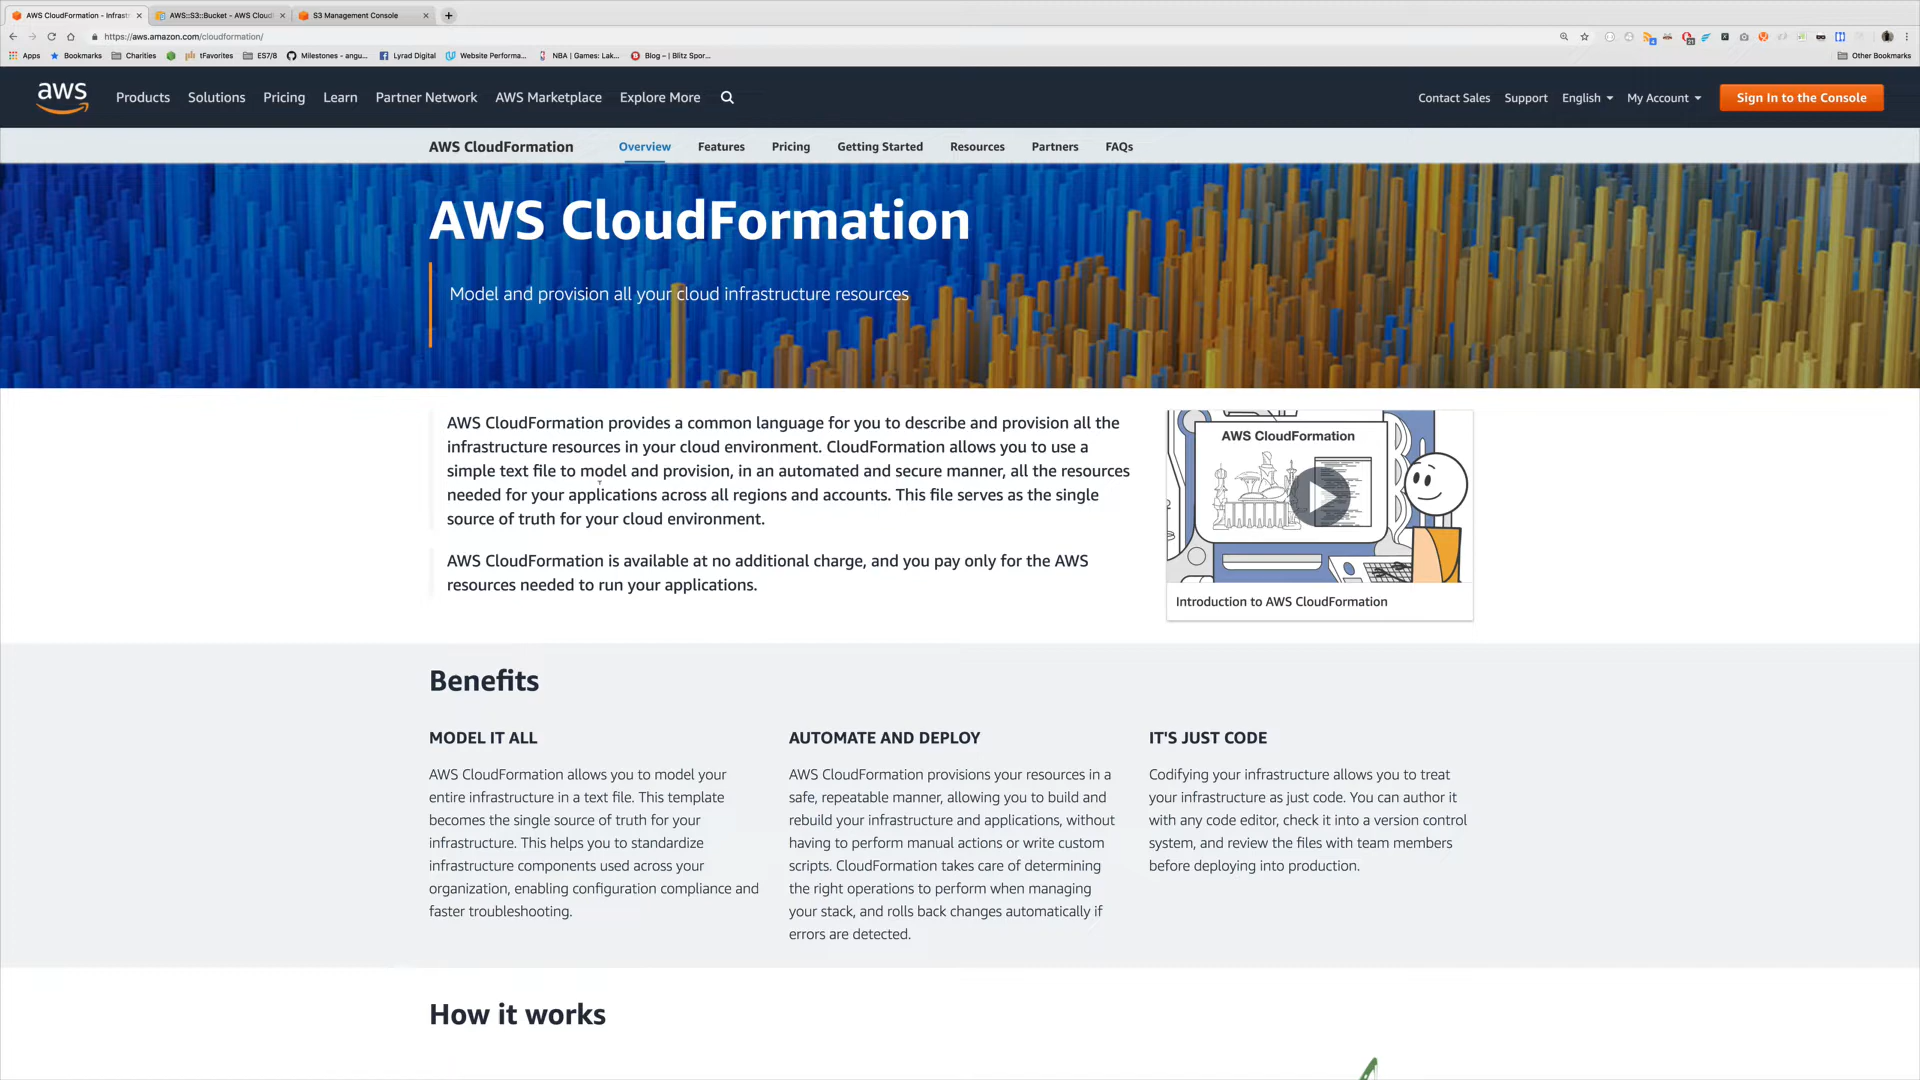 AWS CloudFormation - Infrast
AWS::S3::Bucket - AWS Cloud
S3 Management Console
https://aws.amazon.com/cloudformation/
Apps Bookmarks Charities tFavorites ES7/8 Milestones - angu... Lyrad Digital Website Performa... NBA | Games: Lak... Blog – | Blitz Spor... Other Bookmarks
aws Products Solutions Pricing Learn Partner Network AWS Marketplace Explore More Contact Sales Support English My Account Sign In to the Console
AWS CloudFormation Overview Features Pricing Getting Started Resources Partners FAQs
AWS CloudFormation
Model and provision all your cloud infrastructure resources
AWS CloudFormation provides a common language for you to describe and provision all the
infrastructure resources in your cloud environment. CloudFormation allows you to use a
simple text file to model and provision, in an automated and secure manner, all the resources
needed for your applications across all regions and accounts. This file serves as the single
source of truth for your cloud environment.
AWS CloudFormation is available at no additional charge, and you pay only for the AWS
resources needed to run your applications.
AWS CloudFormation
Introduction to AWS CloudFormation
Benefits
MODEL IT ALL
AWS CloudFormation allows you to model your
entire infrastructure in a text file. This template
becomes the single source of truth for your
infrastructure. This helps you to standardize
infrastructure components used across your
organization, enabling configuration compliance and
faster troubleshooting.
AUTOMATE AND DEPLOY
AWS CloudFormation provisions your resources in a
safe, repeatable manner, allowing you to build and
rebuild your infrastructure and applications, without
having to perform manual actions or write custom
scripts. CloudFormation takes care of determining
the right operations to perform when managing
your stack, and rolls back changes automatically if
errors are detected.
IT'S JUST CODE
Codifying your infrastructure allows you to treat
your infrastructure as just code. You can author it
with any code editor, check it into a version control
system, and review the files with team members
before deploying into production.
How it works